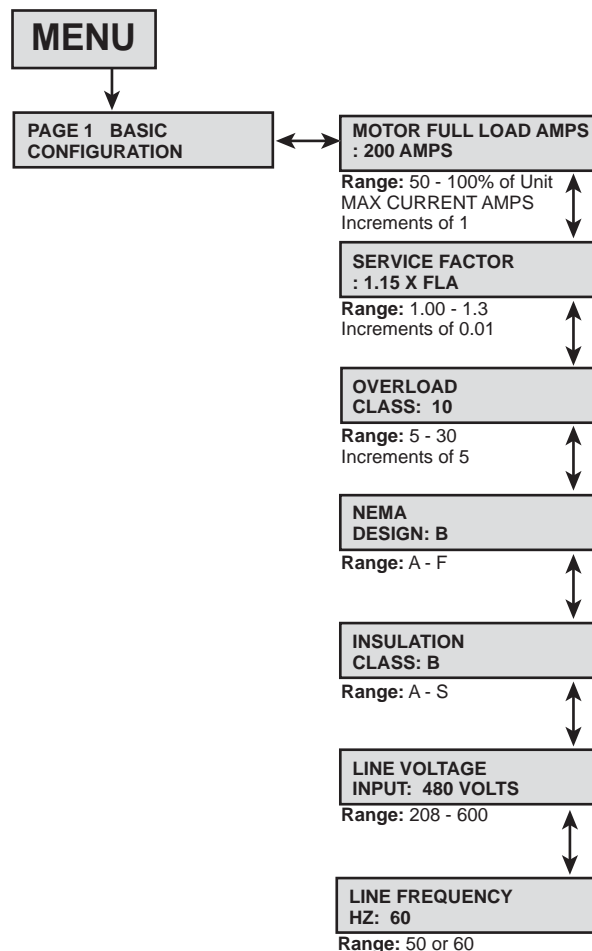 MENU
PAGE 1 BASIC
CONFIGURATION
MOTOR FULL LOAD AMPS
: 200 AMPS
Range: 50 - 100% of Unit
MAX CURRENT AMPS
Increments of 1
SERVICE FACTOR
: 1.15 X FLA
Range: 1.00 - 1.3
Increments of 0.01
OVERLOAD
CLASS: 10
Range: 5 - 30
Increments of 5
NEMA
DESIGN: B
Range: A - F
INSULATION
CLASS: B
Range: A - S
LINE VOLTAGE
INPUT: 480 VOLTS
Range: 208 - 600
LINE FREQUENCY
HZ: 60
Range: 50 or 60